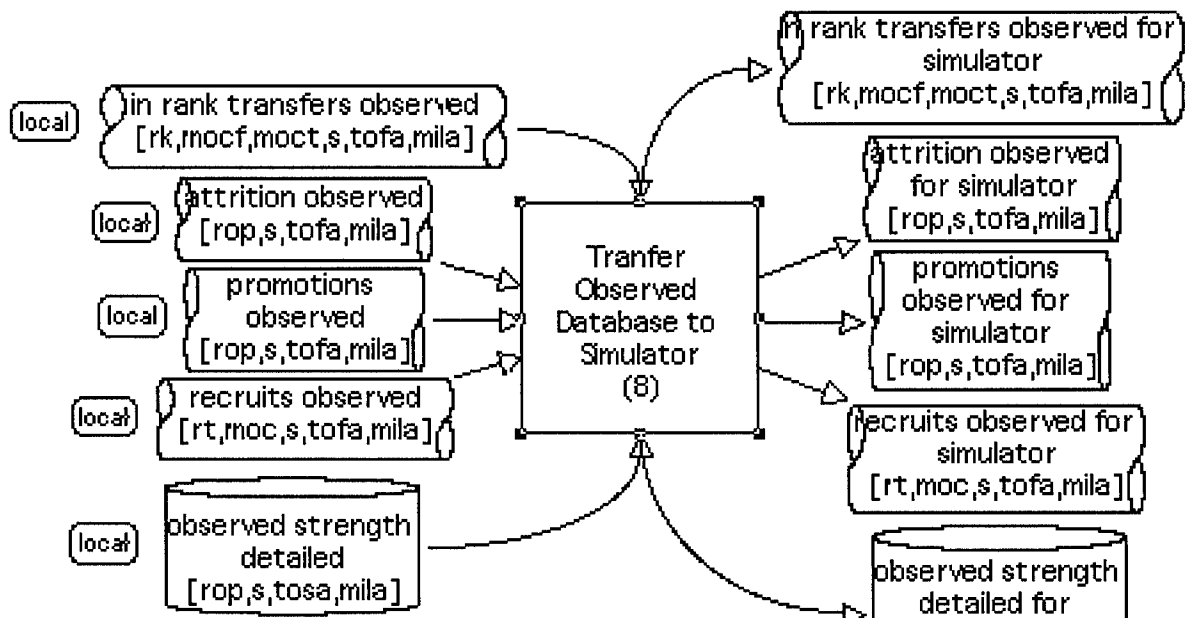 local
in rank transfers observed
[rk,mocf,moct,s,tofa,mila]
local
attrition observed
[rop,s,tofa,mila]
local
promotions
observed
[rop,s,tofa,mila]
local
recruits observed
[rt,moc,s,tofa,mila]
local
observed strength
detailed
[rop,s,tosa,mila]
Tranfer
Observed
Database to
Simulator
(8)
in rank transfers observed for
simulator
[rk,mocf,moct,s,tofa,mila]
attrition observed
for simulator
[rop,s,tofa,mila]
promotions
observed for
simulator
[rop,s,tofa,mila]
recruits observed for
simulator
[rt,moc,s,tofa,mila]
observed strength
detailed for